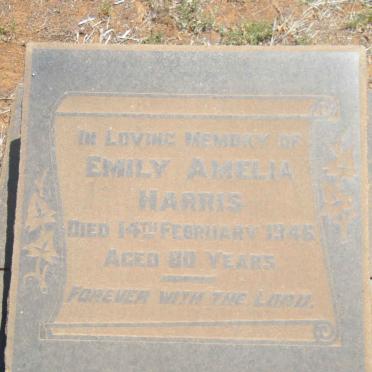 IN LOVING MEMORY OF
EMILY AMELIA
HARRIS
DIED 14TH FEBRUARY 1946
AGED 80 YEARS
FOREVER WITH THE LORD.